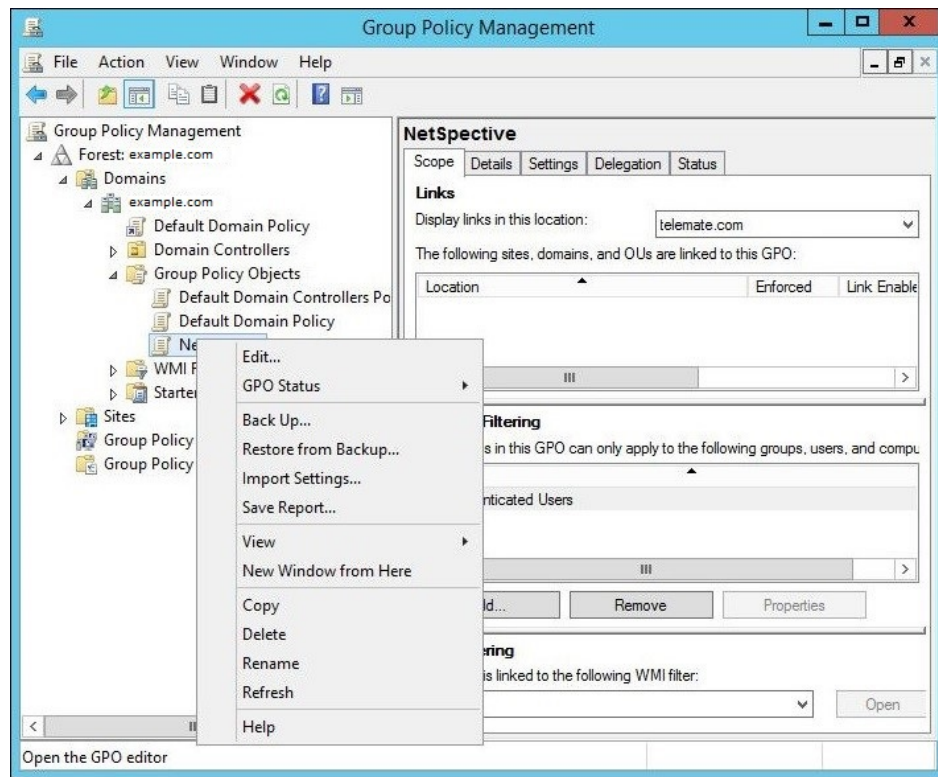 Group Policy Management
File Action View Window Help
Group Policy Management
Forest: example.com
Domains
example.com
Default Domain Policy
Domain Controllers
Group Policy Objects
Default Domain Controllers Po
Default Domain Policy
Ne
WMI F
Starte
Sites
Group Policy
Group Policy
NetSpective
Scope Details Settings Delegation Status
Links
Display links in this location: telemate.com
The following sites, domains, and OUs are linked to this GPO:
Location Enforced Link Enable
Filtering
s in this GPO can only apply to the following groups, users, and compu
nticated Users
ld... Remove Properties
ering
is linked to the following WMI filter:
Open
Edit...
GPO Status
Back Up...
Restore from Backup...
Import Settings...
Save Report...
View
New Window from Here
Copy
Delete
Rename
Refresh
Help
Open the GPO editor